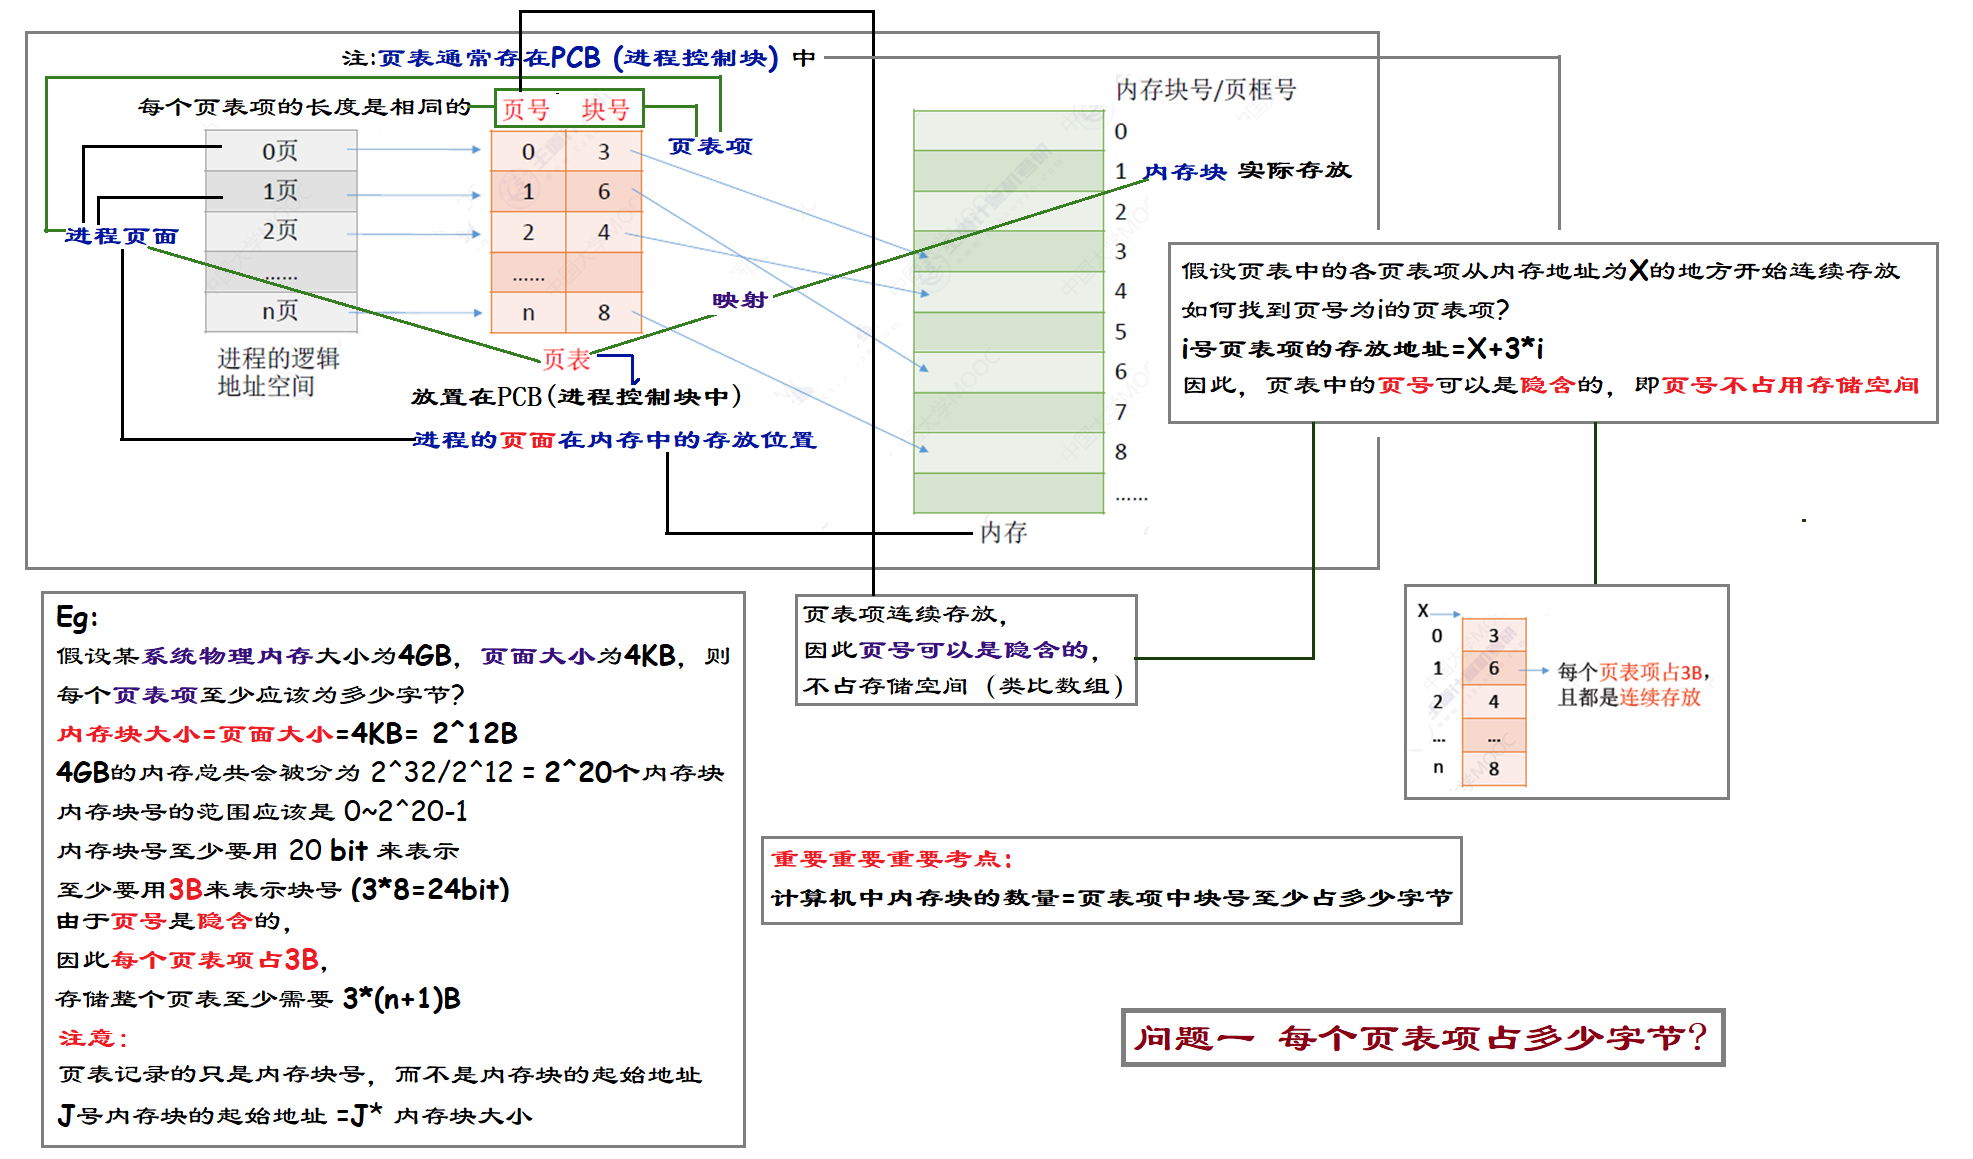 注:页表通常存在PCB (进程控制块) 中
每个页表项的长度是相同的
页号 块号
页表项
0页
1页
2页
......
n页
进程的逻辑
地址空间
进程页面
0 3
1 6
2 4
......
n 8
页表
放置在PCB(进程控制块中)
进程的页面在内存中的存放位置
映射
内存块号/页框号
0
1
2
3
4
5
6
7
8
......
内存块 实际存放
内存
假设页表中的各页表项从内存地址为X的地方开始连续存放
如何找到页号为i的页表项?
i号页表项的存放地址=X+3*i
因此，页表中的页号可以是隐含的，即页号不占用存储空间
Eg:
假设某系统物理内存大小为4GB，页面大小为4KB，则
每个页表项至少应该为多少字节?
内存块大小=页面大小=4KB= 2^12B
4GB的内存总共会被分为 2^32/2^12 = 2^20个内存块
内存块号的范围应该是 0~2^20-1
内存块号至少要用 20 bit 来表示
至少要用3B来表示块号 (3*8=24bit)
由于页号是隐含的，
因此每个页表项占3B，
存储整个页表至少需要 3*(n+1)B
注意：
页表记录的只是内存块号，而不是内存块的起始地址
J号内存块的起始地址 =J* 内存块大小
页表项连续存放，
因此页号可以是隐含的，
不占存储空间（类比数组）
X
0 3
1 6
2 4
... ...
n 8
每个页表项占3B，
且都是连续存放
重要重要重要考点：
计算机中内存块的数量=页表项中块号至少占多少字节
问题一 每个页表项占多少字节?